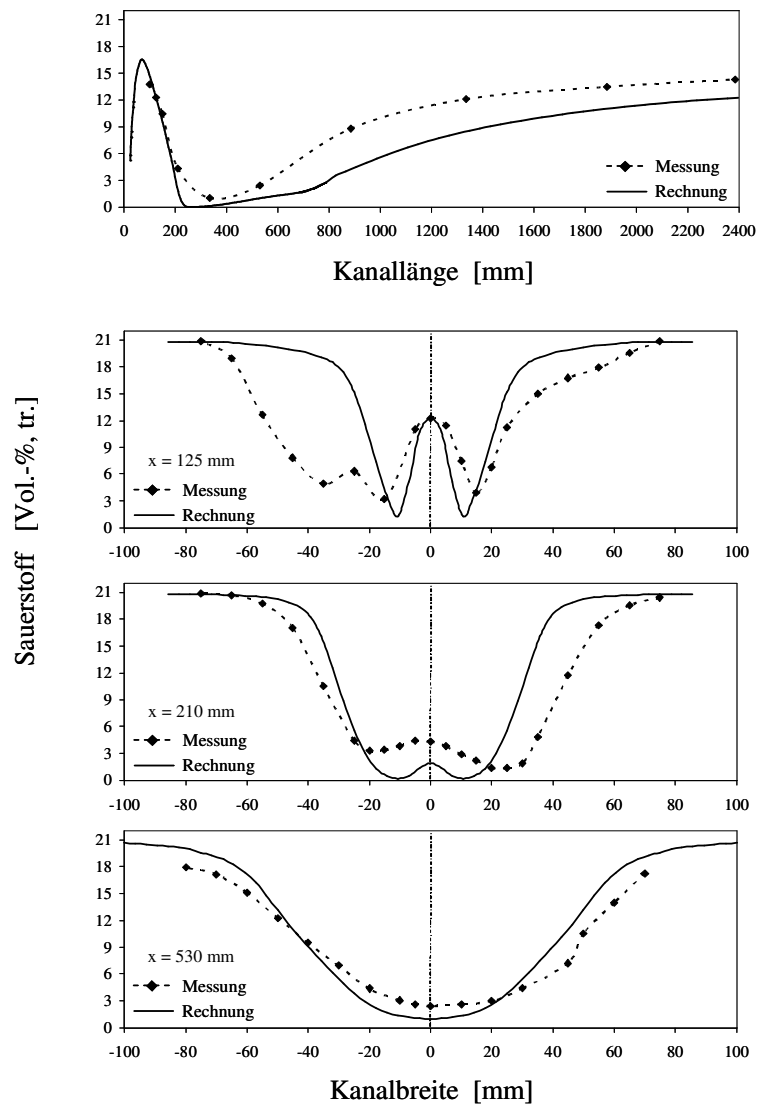 21
18
15
12
9
6
3
0
Messung
Rechnung
0 200 400 600 800 1000 1200 1400 1600 1800 2000 2200 2400
Kanallänge [mm]
Sauerstoff [Vol.-%, tr.]
21
18
15
12
9
6
3
0
x = 125 mm
Messung
Rechnung
-100 -80 -60 -40 -20 0 20 40 60 80 100
21
18
15
12
9
6
3
0
x = 210 mm
Messung
Rechnung
-100 -80 -60 -40 -20 0 20 40 60 80 100
21
18
15
12
9
6
3
0
x = 530 mm
Messung
Rechnung
-100 -80 -60 -40 -20 0 20 40 60 80 100
Kanalbreite [mm]